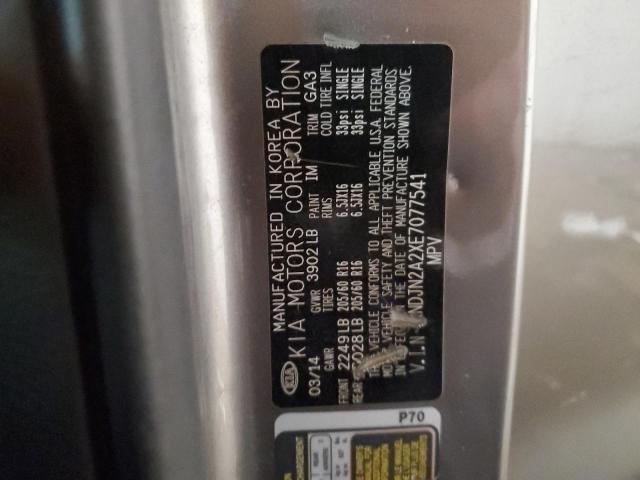 KIA
MANUFACTURED IN KOREA BY
KIA MOTORS CORPORATION
03/14 GVWR 3902 LB PAINT 1M TRIM GA3
GAWR TIRES RIMS COLD TIRE INFL
FRONT 2249 LB 205/60 R16 6.5JX16 33psi SINGLE
REAR 2028 LB 205/60 R16 6.5JX16 33psi SINGLE
THIS VEHICLE CONFORMS TO ALL APPLICABLE U.S.A. FEDERAL
MOTOR VEHICLE SAFETY AND THEFT PREVENTION STANDARDS
IN EFFECT THE DATE OF MANUFACTURE SHOWN ABOVE.
V.I.N NDJN2A2XE7077541
MPV
P70